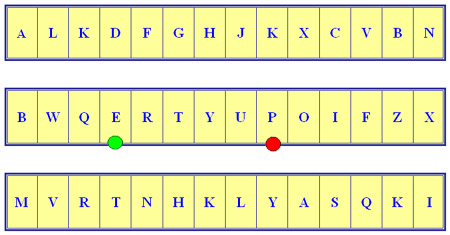 A L K D F G H J K X C V B N
B W Q E R T Y U P O I F Z X
M V R T N H K L Y A S Q K I